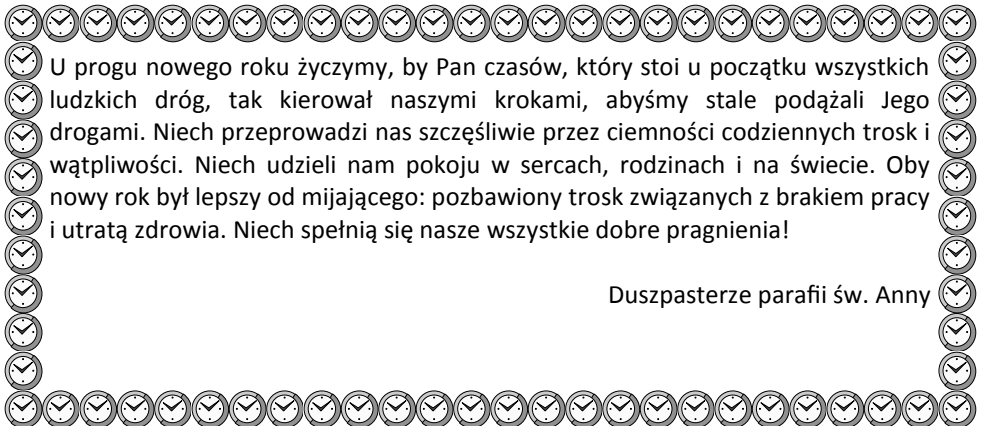 U progu nowego roku życzymy, by Pan czasów, który stoi u początku wszystkich
ludzkich dróg, tak kierował naszymi krokami, abyśmy stale podążali Jego
drogami. Niech przeprowadzi nas szczęśliwie przez ciemności codziennych trosk i
wątpliwości. Niech udzieli nam pokoju w sercach, rodzinach i na świecie. Oby
nowy rok był lepszy od mijającego: pozbawiony trosk związanych z brakiem pracy
i utratą zdrowia. Niech spełnią się nasze wszystkie dobre pragnienia!
Duszpasterze parafii św. Anny